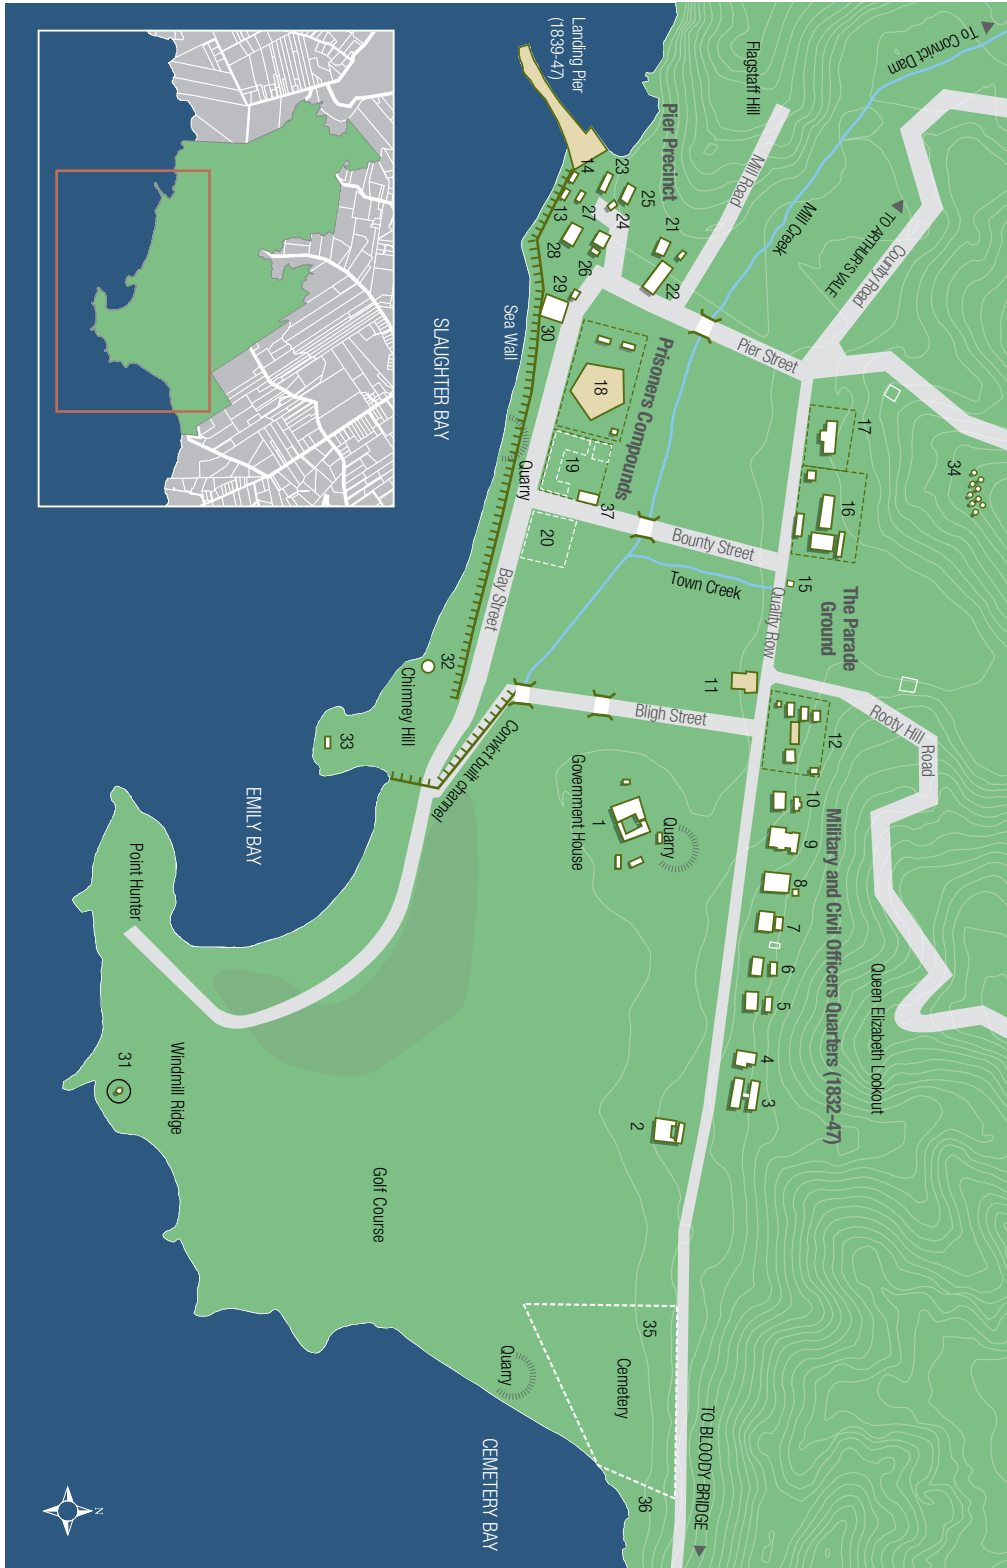 To Convict Dam
TO ARTHUR'S VALE
County Road
Flagstaff Hill
Mill Road
Mill Creek
Landing Pier
(1839-47)
Pier Precinct
14
23
25
21
13
27
24
28
26
22
29
30
Pier Street
Sea Wall
SLAUGHTER BAY
Prisoners Compounds
18
19
37
20
Quarry
17
16
34
15
Bounty Street
Town Creek
Quality Row
The Parade
Ground
Bay Street
32
Chimney Hill
33
11
Bligh Street
Rooty Hill
Road
12
10
9
8
7
6
5
4
3
2
Military and Civil Officers Quarters (1832-47)
Queen Elizabeth Lookout
Convict built channel
Government House
1
Quarry
EMILY BAY
Point Hunter
31
Windmill Ridge
Golf Course
35
Cemetery
Quarry
36
TO BLOODY BRIDGE
CEMETERY BAY
N